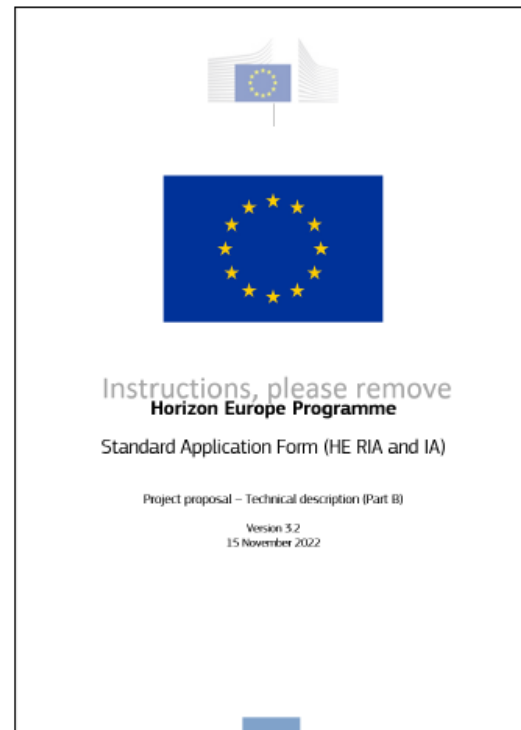 Instructions, please remove
Horizon Europe Programme
Standard Application Form (HE RIA and IA)
Project proposal – Technical description (Part B)
Version 3.2
15 November 2022